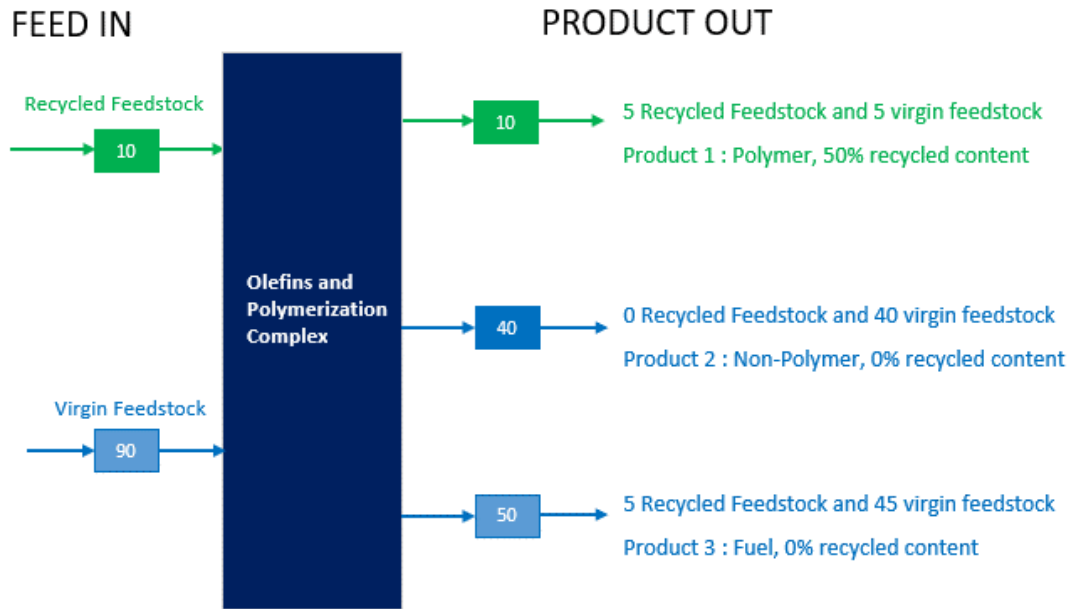 FEED IN
PRODUCT OUT
Recycled Feedstock
10
10
5 Recycled Feedstock and 5 virgin feedstock
Product 1 : Polymer, 50% recycled content
Olefins and
Polymerization
Complex
40
0 Recycled Feedstock and 40 virgin feedstock
Product 2 : Non-Polymer, 0% recycled content
Virgin Feedstock
90
50
5 Recycled Feedstock and 45 virgin feedstock
Product 3 : Fuel, 0% recycled content